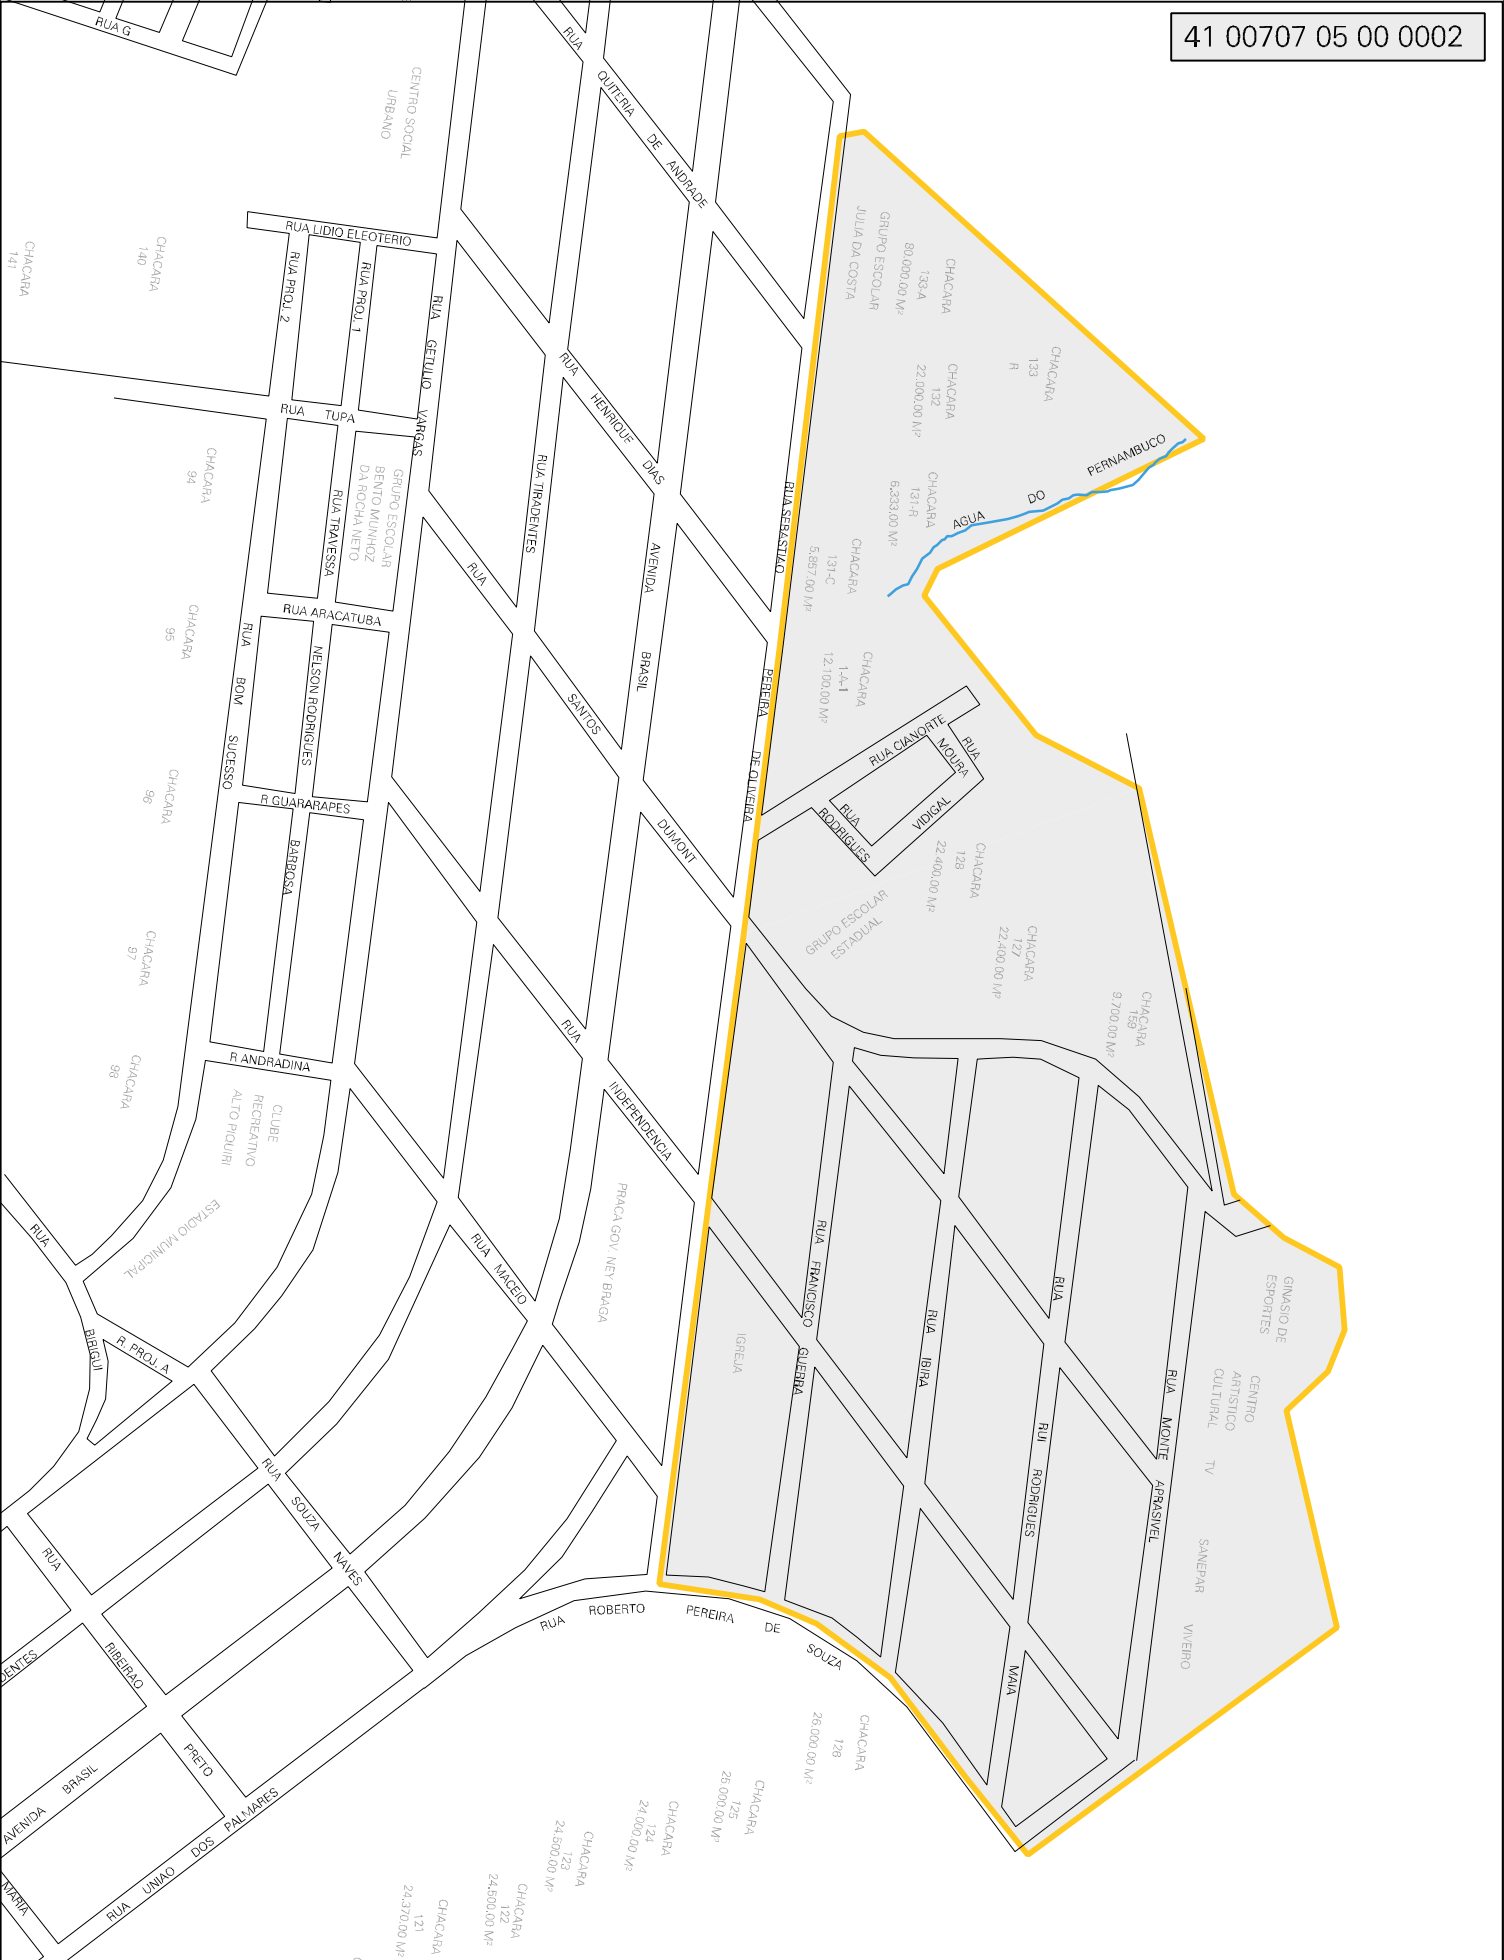 41 00707 05 00 0002
RUA G
CENTRO SOCIAL
URBANO
RUA
QUITERIA
DE
ANDRADE
RUA LIDIO ELEOTERIO
RUA PROJ. 2
RUA PROJ. 1
RUA GETULIO VARGAS
CHACARA
141
CHACARA
140
RUA TUPA
GRUPO ESCOLAR
BENTO MUNHOZ
DA ROCHA NETO
RUA TRAVESSA
CHACARA
94
RUA HENRIQUE DIAS
RUA TIRADENTES
AVENIDA BRASIL
RUA SEBASTIAO PEREIRA DE OLIVEIRA
GRUPO ESCOLAR
JULIA DA COSTA
CHACARA
133-A
80.000.00 M²
CHACARA
133
R
CHACARA
132
22.000.00 M²
CHACARA
131-R
6.333.00 M²
CHACARA
131-C
5.857.00 M²
CHACARA
1-A-1
12.100.00 M²
AGUA DO PERNAMBUCO
RUA ARACATUBA
NELSON RODRIGUES
RUA BOM SUCESSO
CHACARA
95
CHACARA
96
R GUARARAPES
BARBOSA
RUA SANTOS DUMONT
RUA CIANORTE
RUA
MOURA
VIDIGAL
RUA
RODRIGUES
GRUPO ESCOLAR
ESTADUAL
CHACARA
128
22.400.00 M²
CHACARA
127
22.400.00 M²
CHACARA
159
9.700.00 M²
CHACARA
97
CHACARA
98
R ANDRADINA
CLUBE
RECREATIVO
ALTO PIQUIRI
ESTADIO MUNICIPAL
RUA INDEPENDENCIA
PRACA GOV. NEY BRAGA
RUA MACEIO
RUA
BIRIGUI
R. PROJ. A
RUA FRANCISCO GUERRA
IGREJA
RUA IBIRA
RUA RUI RODRIGUES MAIA
RUA MONTE APRASIVEL
GINASIO DE
ESPORTES
CENTRO
ARTISTICO
CULTURAL
TV
SANEPAR
VIVEIRO
RUA SOUZA NAVES
RUA RIBEIRAO PRETO
DENTES
AVENIDA BRASIL
MARIA
RUA UNIAO DOS PALMARES
RUA ROBERTO PEREIRA DE SOUZA
CHACARA
126
26.000.00 M²
CHACARA
125
25.000.00 M²
CHACARA
124
24.000.00 M²
CHACARA
123
24.500.00 M²
CHACARA
122
24.500.00 M²
CHACARA
121
24.370.00 M²